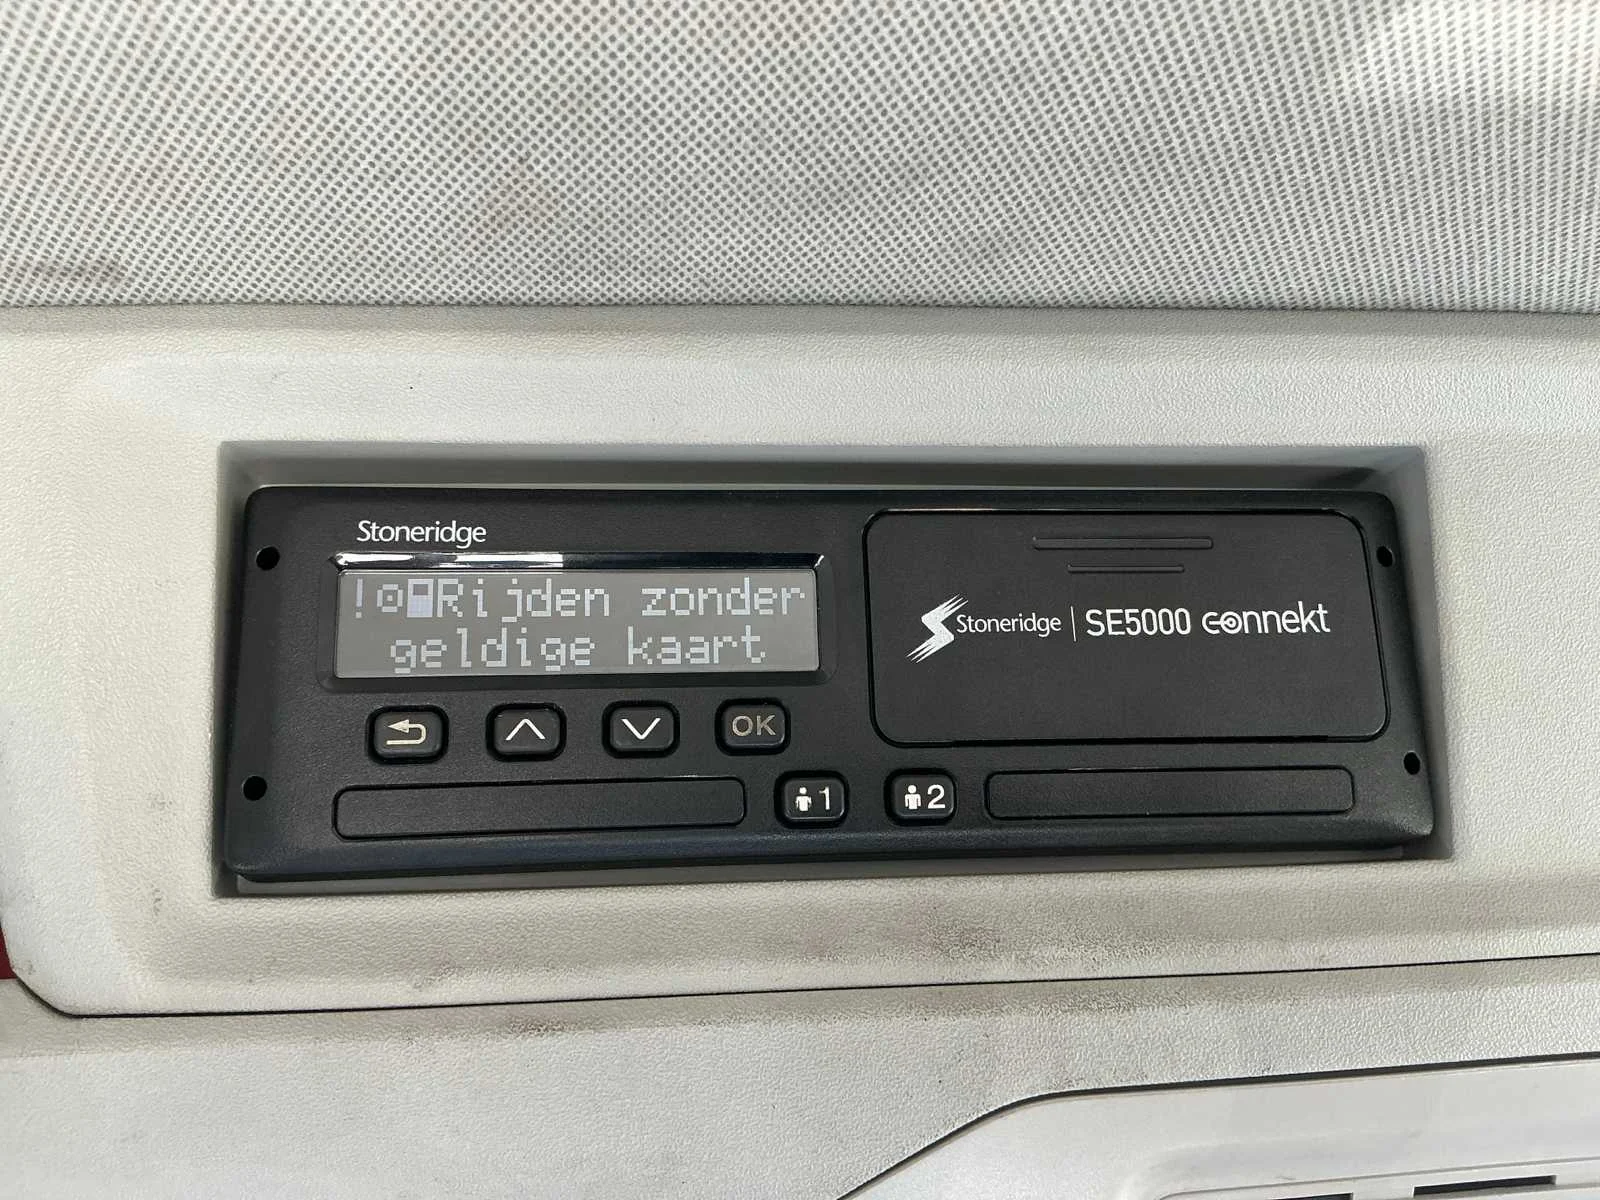 Stoneridge
!Rijden zonder
geldige kaart
Stoneridge | SE5000 connekt
OK
1
2